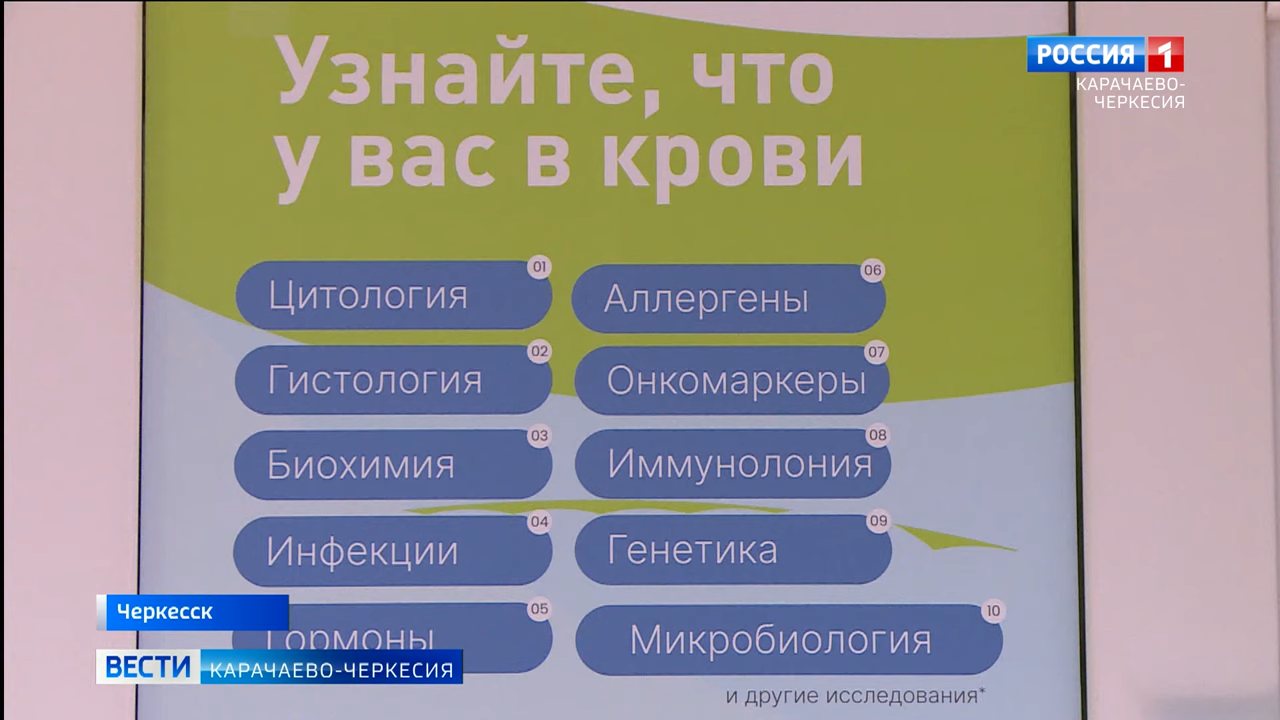 Узнайте, что
у вас в крови
РОССИЯ 1
КАРАЧАЕВО-
ЧЕРКЕСИЯ
Цитология 01
Гистология 02
Биохимия 03
Инфекции 04
Гормоны 05
Аллергены 06
Онкомаркеры 07
Иммунолония 08
Генетика 09
Микробиология 10
и другие исследования*
Черкесск
ВЕСТИ КАРАЧАЕВО-ЧЕРКЕСИЯ